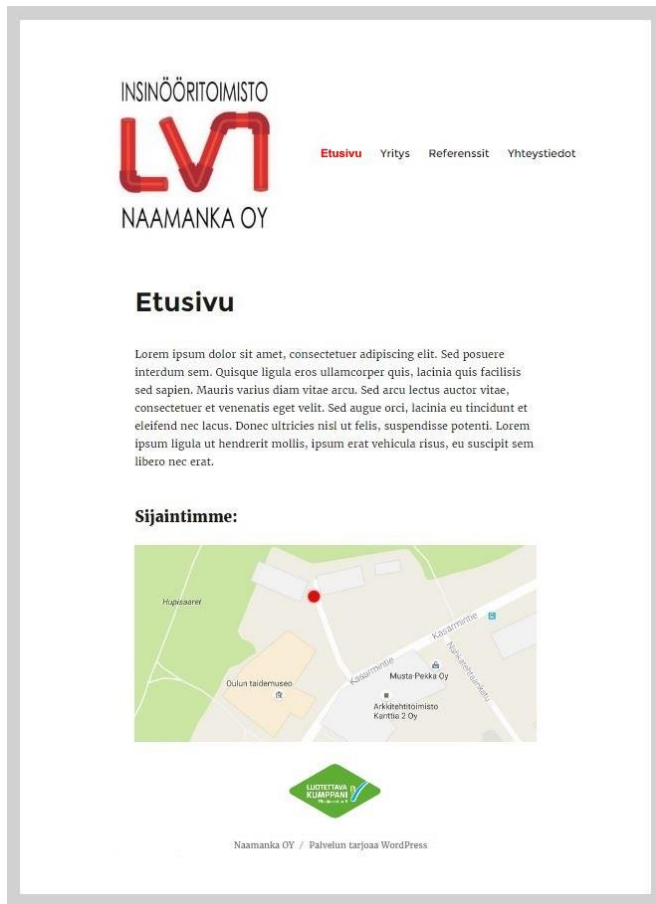 INSINÖÖRITOIMISTO
LVI
NAAMANKA OY
Etusivu Yritys Referenssit Yhteystiedot
Etusivu
Lorem ipsum dolor sit amet, consectetuer adipiscing elit. Sed posuere
interdum sem. Quisque ligula eros ullamcorper quis, lacinia quis facilisis
sed sapien. Mauris varius diam vitae arcu. Sed arcu lectus auctor vitae,
consectetuer et venenatis eget velit. Sed augue orci, lacinia eu tincidunt et
eleifend nec lacus. Donec ultricies nisl ut felis, suspendisse potenti. Lorem
ipsum ligula ut hendrerit mollis, ipsum erat vehicula risus, eu suscipit sem
libero nec erat.
Sijaintimme:
Hupisaaret
Kasarmintie
Nahkatehtaankatu
Kasarmintie
Musta-Pekka Oy
Oulun taidemuseo
Arkkitehtitoimisto
Kanttia 2 Oy
LUOTETTAVA
KUMPPANI
Naamanka OY / Palvelun tarjoaa WordPress